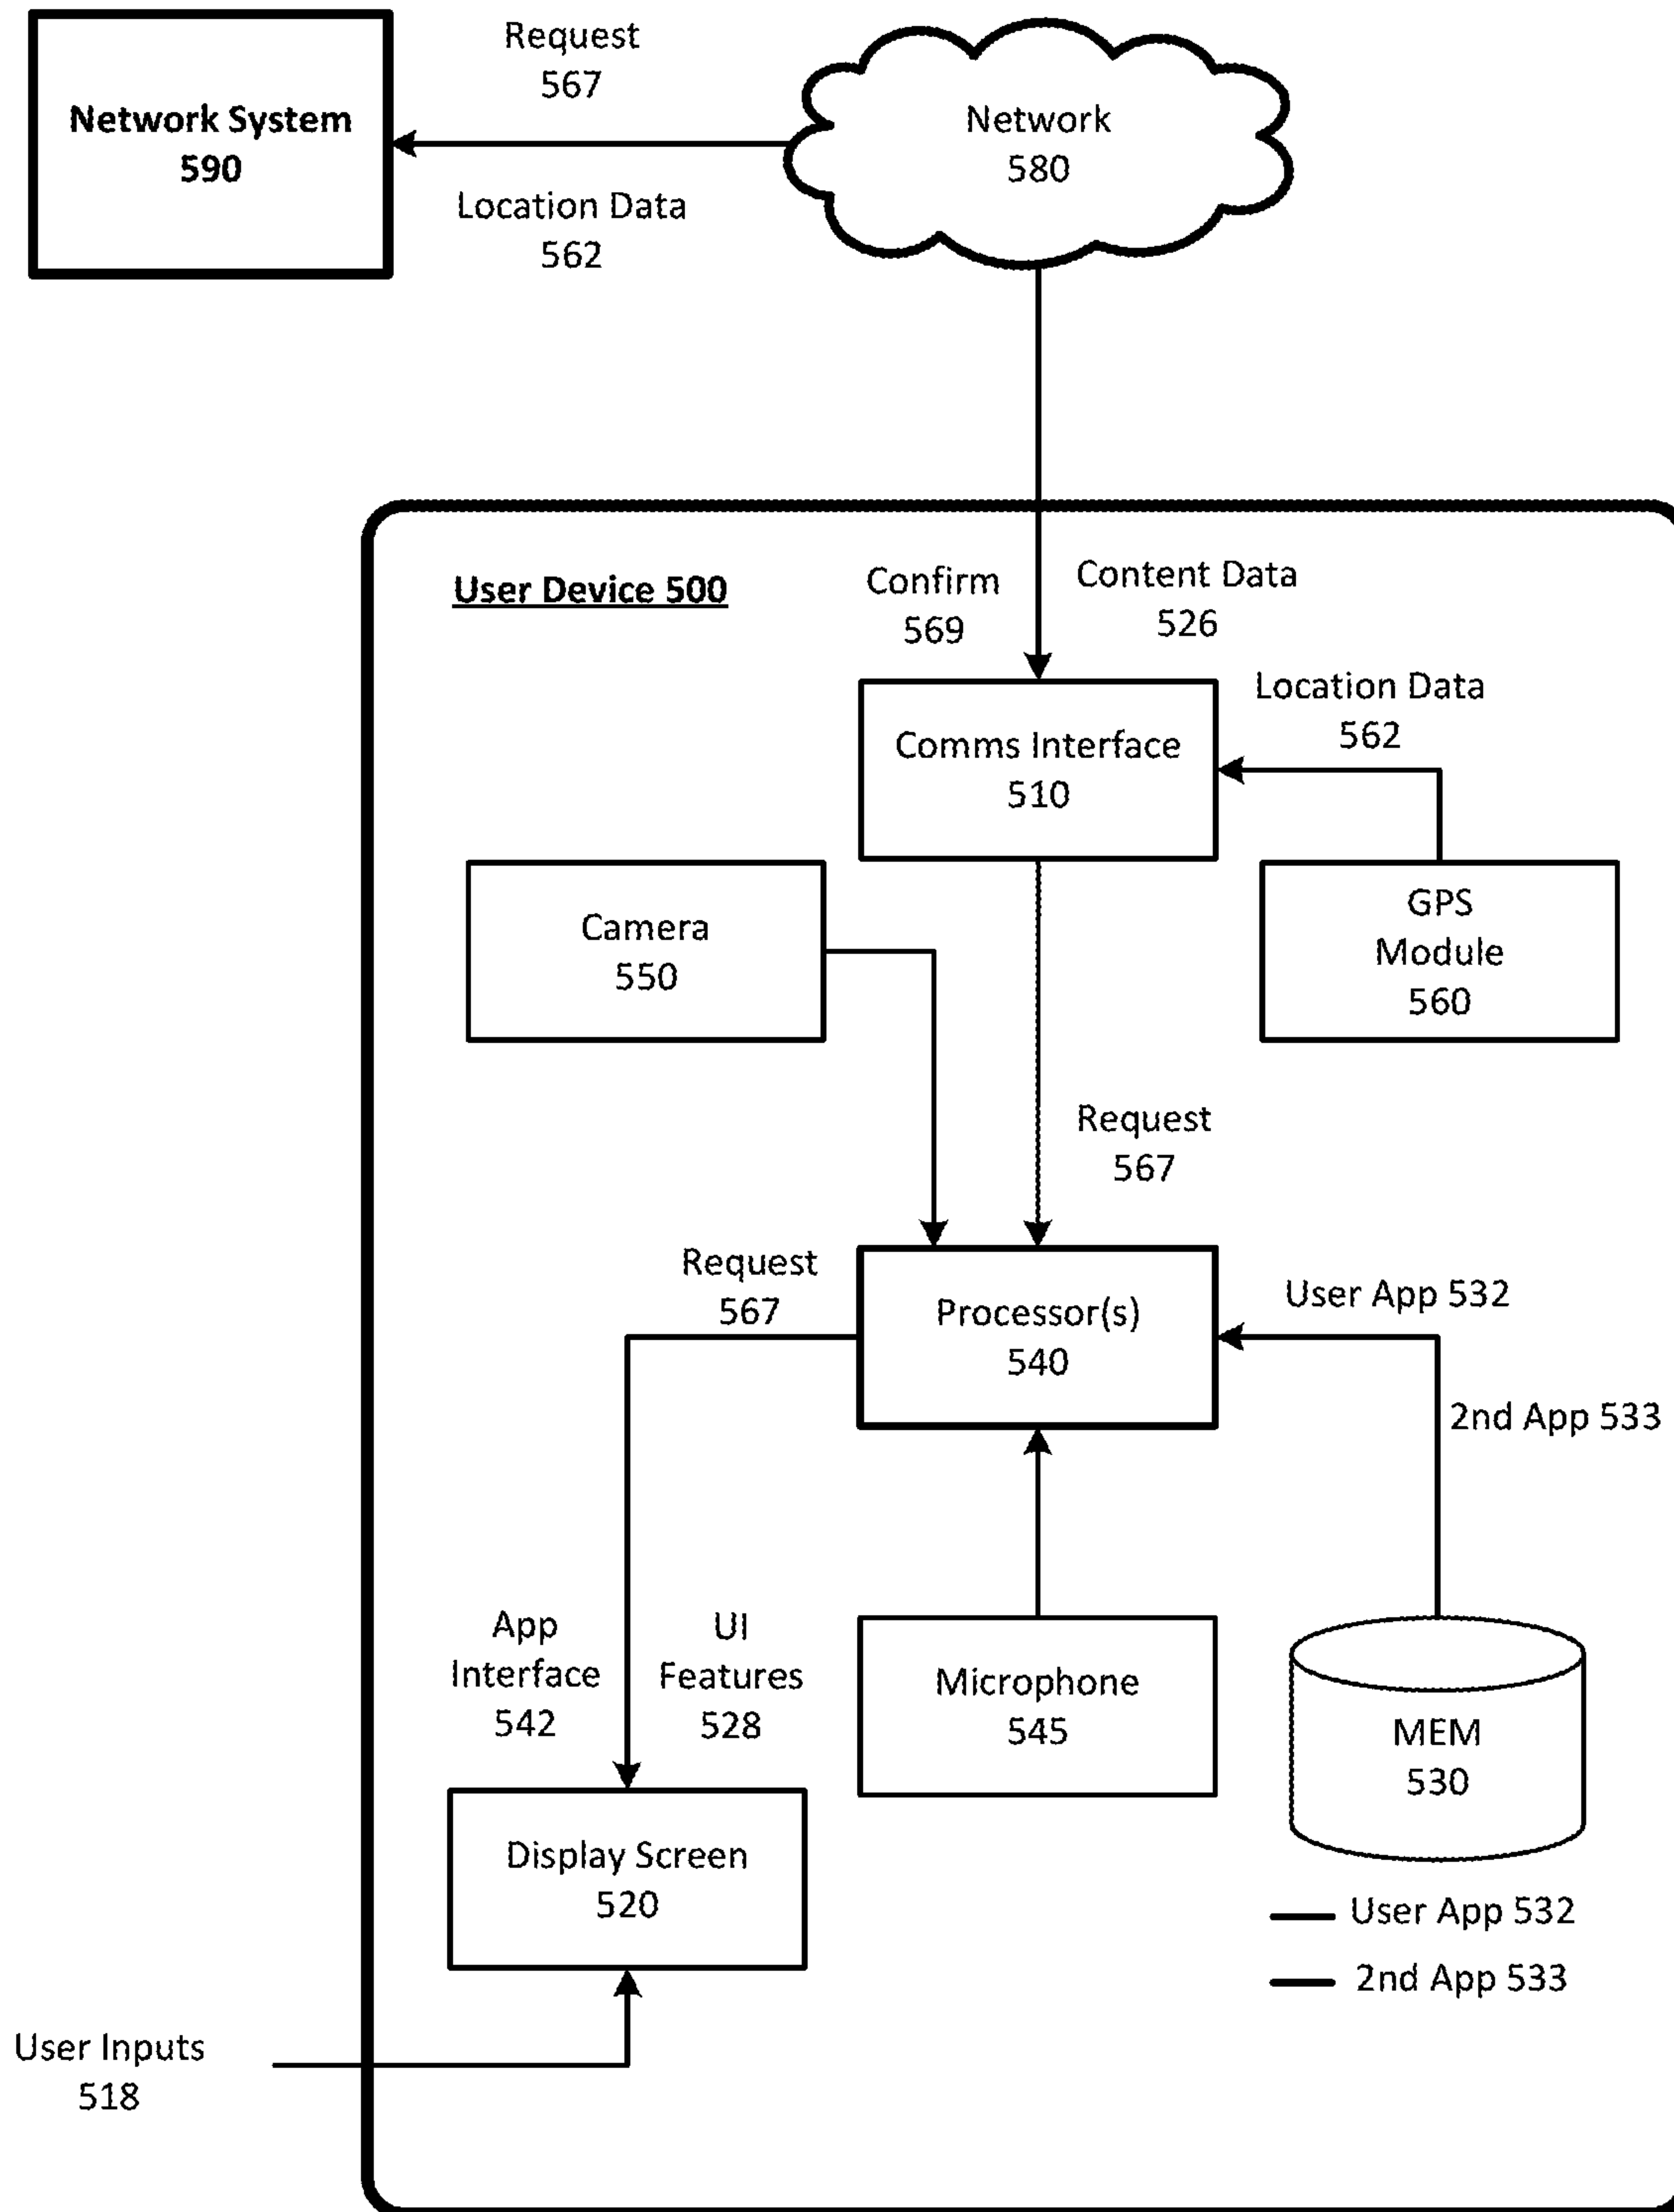 Request
567
Network System
590
Location Data
562
Network
580
User Device 500
Confirm
569
Content Data
526
Location Data
562
Comms Interface
510
Camera
550
GPS
Module
560
Request
567
Request
567
Processor(s)
540
User App 532
2nd App 533
App
Interface
542
UI
Features
528
Microphone
545
MEM
530
Display Screen
520
User App 532
2nd App 533
User Inputs
518